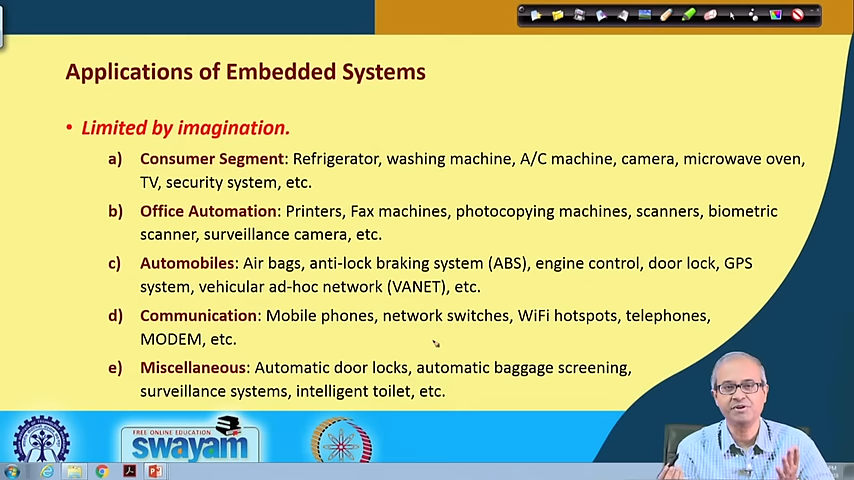 Applications of Embedded Systems
• Limited by imagination.
a) Consumer Segment: Refrigerator, washing machine, A/C machine, camera, microwave oven,
TV, security system, etc.
b) Office Automation: Printers, Fax machines, photocopying machines, scanners, biometric
scanner, surveillance camera, etc.
c) Automobiles: Air bags, anti-lock braking system (ABS), engine control, door lock, GPS
system, vehicular ad-hoc network (VANET), etc.
d) Communication: Mobile phones, network switches, WiFi hotspots, telephones,
MODEM, etc.
e) Miscellaneous: Automatic door locks, automatic baggage screening,
surveillance systems, intelligent toilet, etc.
FREE ONLINE EDUCATION
swayam